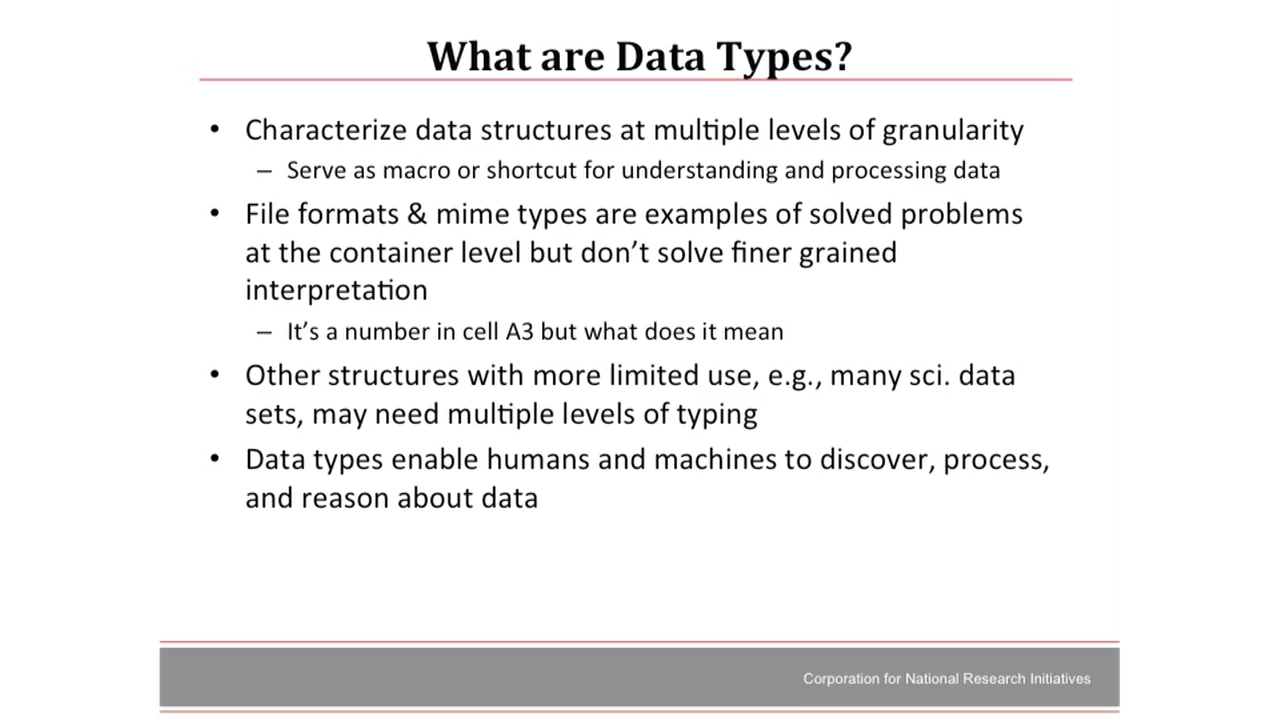 What are Data Types?
• Characterize data structures at multiple levels of granularity
– Serve as macro or shortcut for understanding and processing data
• File formats & mime types are examples of solved problems
at the container level but don’t solve finer grained
interpretation
– It’s a number in cell A3 but what does it mean
• Other structures with more limited use, e.g., many sci. data
sets, may need multiple levels of typing
• Data types enable humans and machines to discover, process,
and reason about data
Corporation for National Research Initiatives